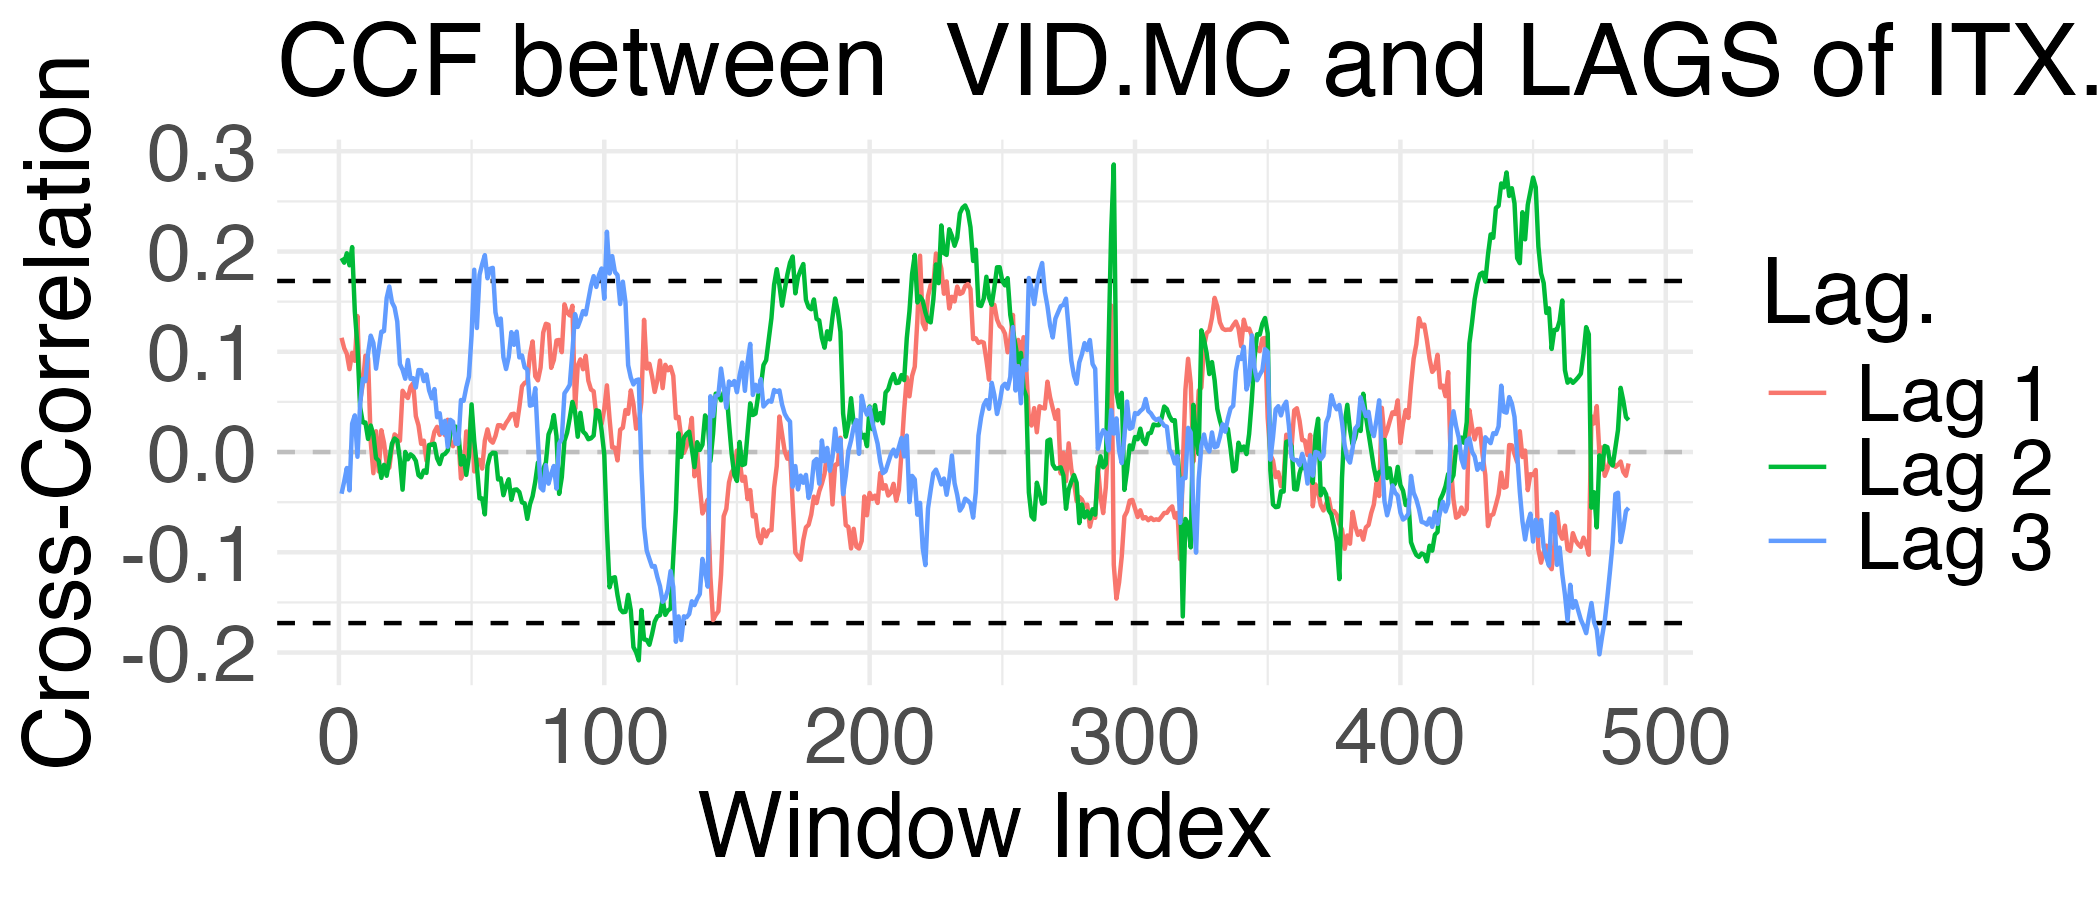 CCF between  VID.MC and LAGS of ITX.
Cross-Correlation
0.3
0.2
0.1
0.0
-0.1
-0.2
0 100 200 300 400 500
Window Index
Lag.
Lag 1
Lag 2
Lag 3